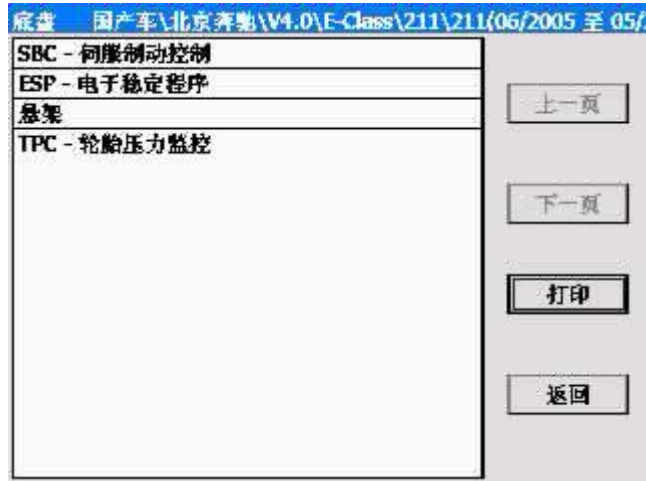 底盘 国产车\北京奔驰\V4.0\E-Class\211\211(06/2005 至 05/
SBC - 伺服制动控制
ESP - 电子稳定程序
悬架
TPC - 轮胎压力监控
上一页
下一页
打印
返回